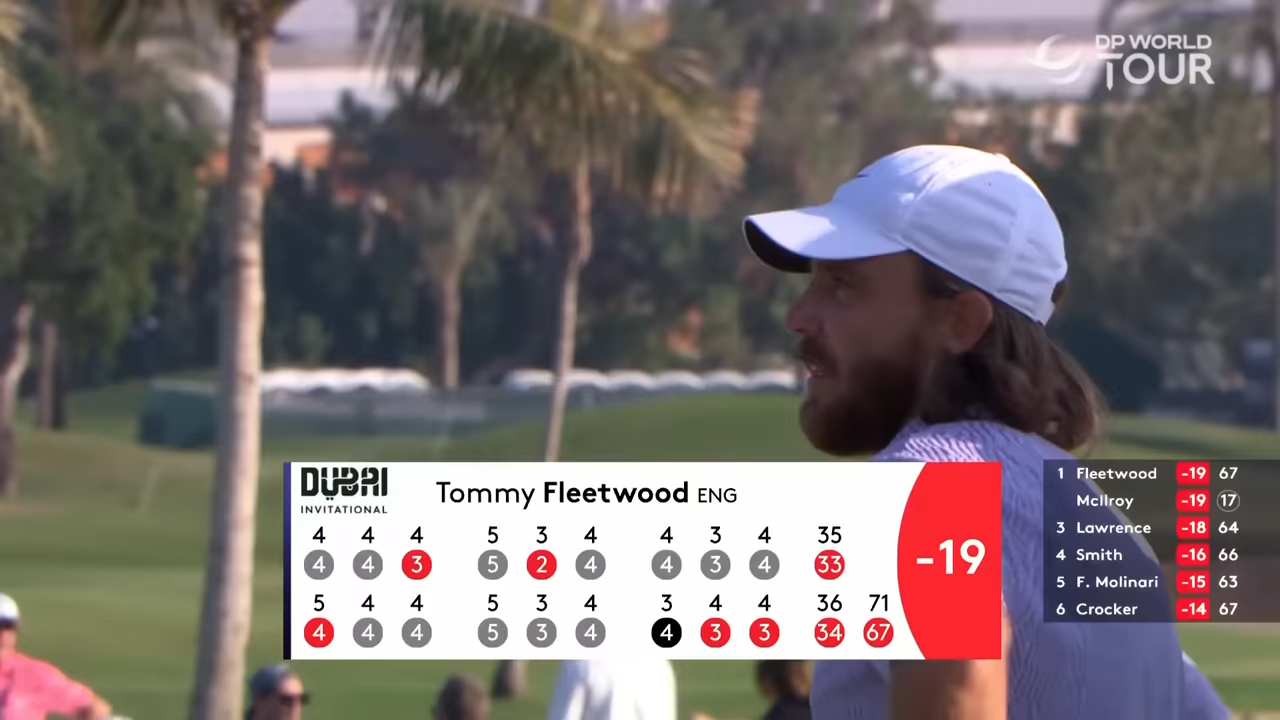 DP WORLD
TOUR
DUBAI
INVITATIONAL
Tommy Fleetwood ENG
4 4 4 5 3 4 4 3 4 35
4 4 3 5 2 4 4 3 4 33
5 4 4 5 3 4 3 4 4 36 71
4 4 4 5 3 4 4 3 3 34 67
-19
1 Fleetwood -19 67
McIlroy -19 17
3 Lawrence -18 64
4 Smith -16 66
5 F. Molinari -15 63
6 Crocker -14 67